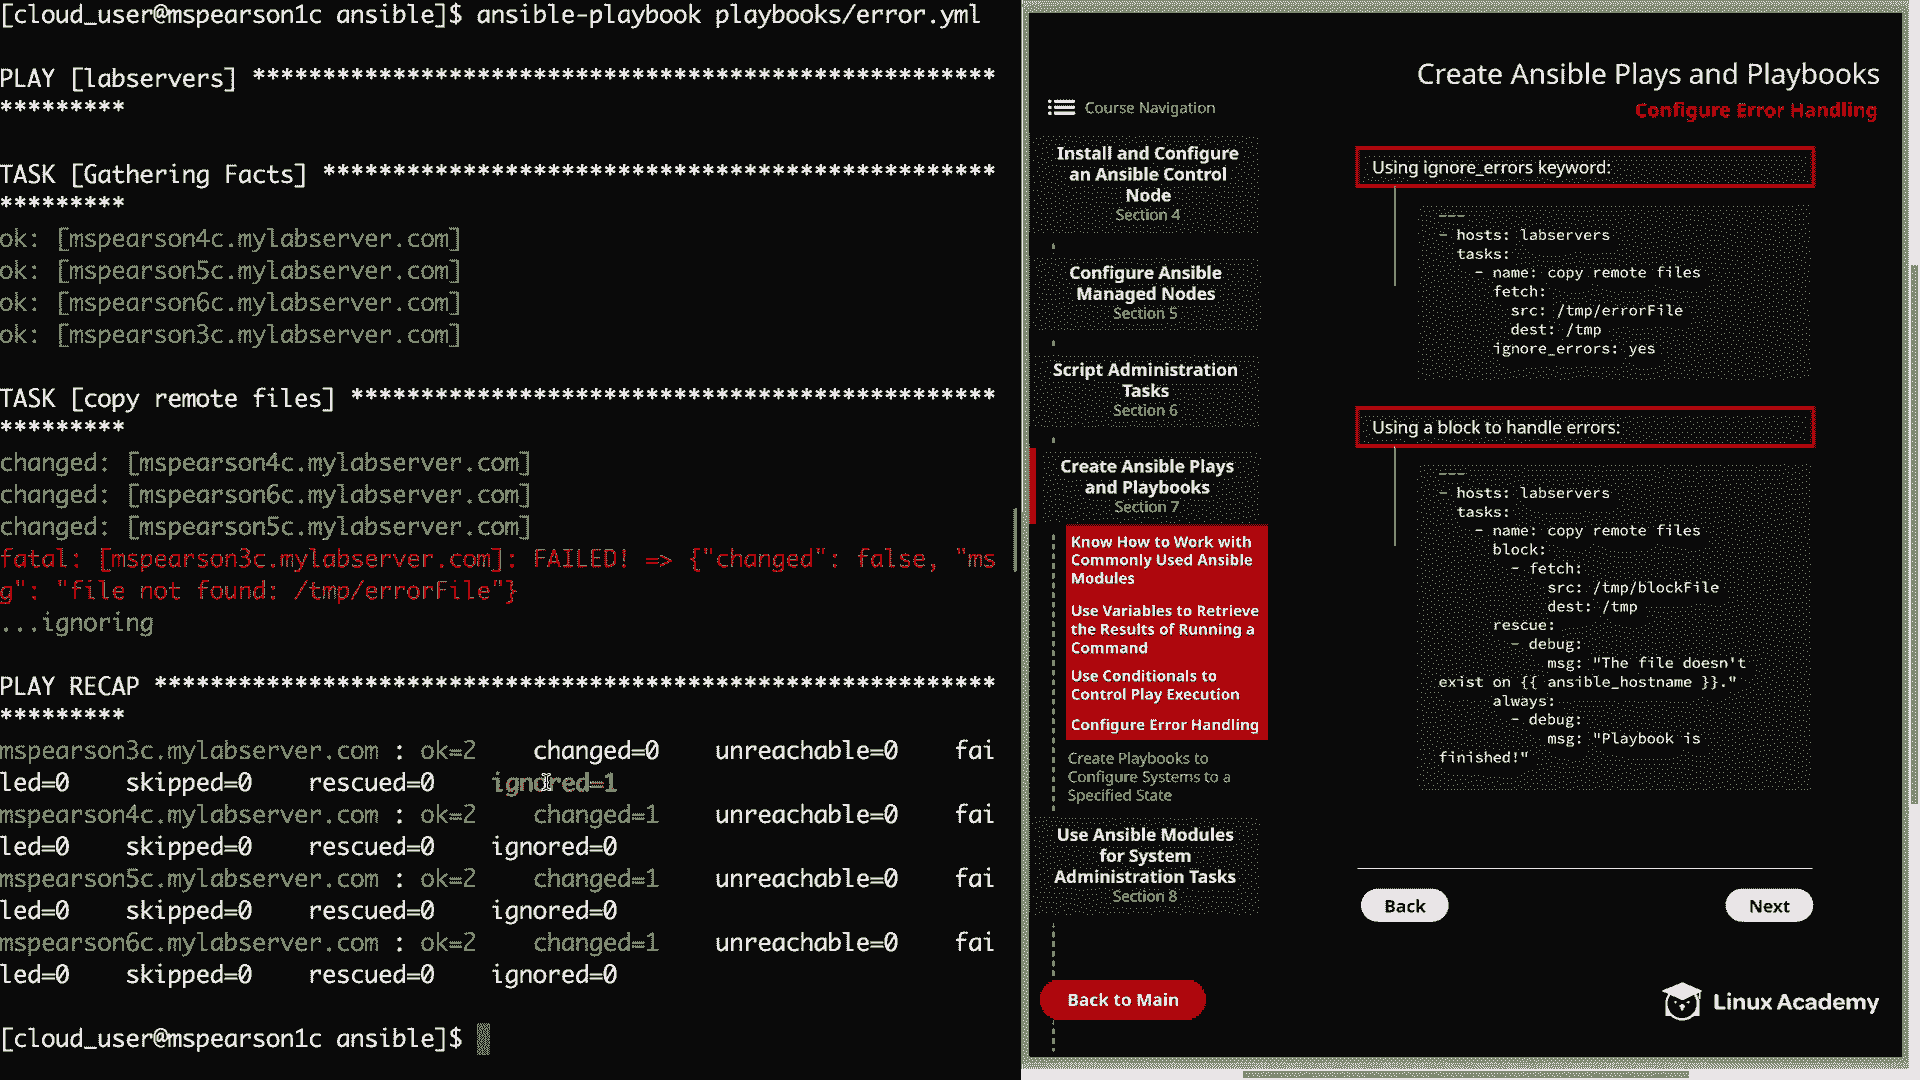 [cloud_user@mspearson1c ansible]$ ansible-playbook playbooks/error.yml
PLAY [labservers] *****************************************************
*********
TASK [Gathering Facts] ************************************************
*********
ok: [mspearson4c.mylabserver.com]
ok: [mspearson5c.mylabserver.com]
ok: [mspearson6c.mylabserver.com]
ok: [mspearson3c.mylabserver.com]
TASK [copy remote files] **********************************************
*********
changed: [mspearson4c.mylabserver.com]
changed: [mspearson6c.mylabserver.com]
changed: [mspearson5c.mylabserver.com]
fatal: [mspearson3c.mylabserver.com]: FAILED! => {"changed": false, "ms
g": "file not found: /tmp/errorFile"}
...ignoring
PLAY RECAP ************************************************************
*********
mspearson3c.mylabserver.com : ok=2    changed=0    unreachable=0    fai
led=0    skipped=0    rescued=0    ignored=1
mspearson4c.mylabserver.com : ok=2    changed=1    unreachable=0    fai
led=0    skipped=0    rescued=0    ignored=0
mspearson5c.mylabserver.com : ok=2    changed=1    unreachable=0    fai
led=0    skipped=0    rescued=0    ignored=0
mspearson6c.mylabserver.com : ok=2    changed=1    unreachable=0    fai
led=0    skipped=0    rescued=0    ignored=0
[cloud_user@mspearson1c ansible]$
Create Ansible Plays and Playbooks
Configure Error Handling
Course Navigation
Install and Configure
an Ansible Control
Node
Section 4
Configure Ansible
Managed Nodes
Section 5
Script Administration
Tasks
Section 6
Create Ansible Plays
and Playbooks
Section 7
Know How to Work with
Commonly Used Ansible
Modules
Use Variables to Retrieve
the Results of Running a
Command
Use Conditionals to
Control Play Execution
Configure Error Handling
Create Playbooks to
Configure Systems to a
Specified State
Use Ansible Modules
for System
Administration Tasks
Section 8
Back to Main
Using ignore_errors keyword:
---
- hosts: labservers
  tasks:
    - name: copy remote files
      fetch:
        src: /tmp/errorFile
        dest: /tmp
      ignore_errors: yes
Using a block to handle errors:
---
- hosts: labservers
  tasks:
    - name: copy remote files
      block:
        - fetch:
            src: /tmp/blockFile
            dest: /tmp
      rescue:
        - debug:
            msg: "The file doesn't
exist on {{ ansible_hostname }}."
      always:
        - debug:
            msg: "Playbook is
finished!"
Back
Next
Linux Academy